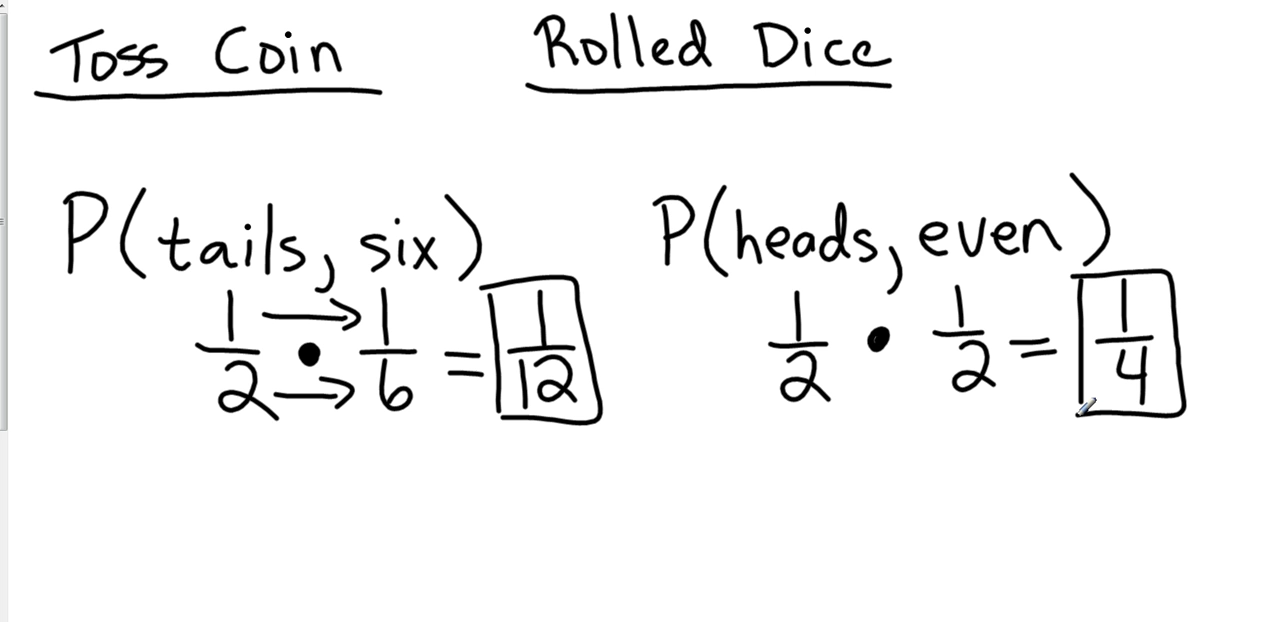 Toss Coin Rolled Dice
P(tails, six) P(heads, even)
1/2 • 1/6 = 1/12 1/2 • 1/2 = 1/4